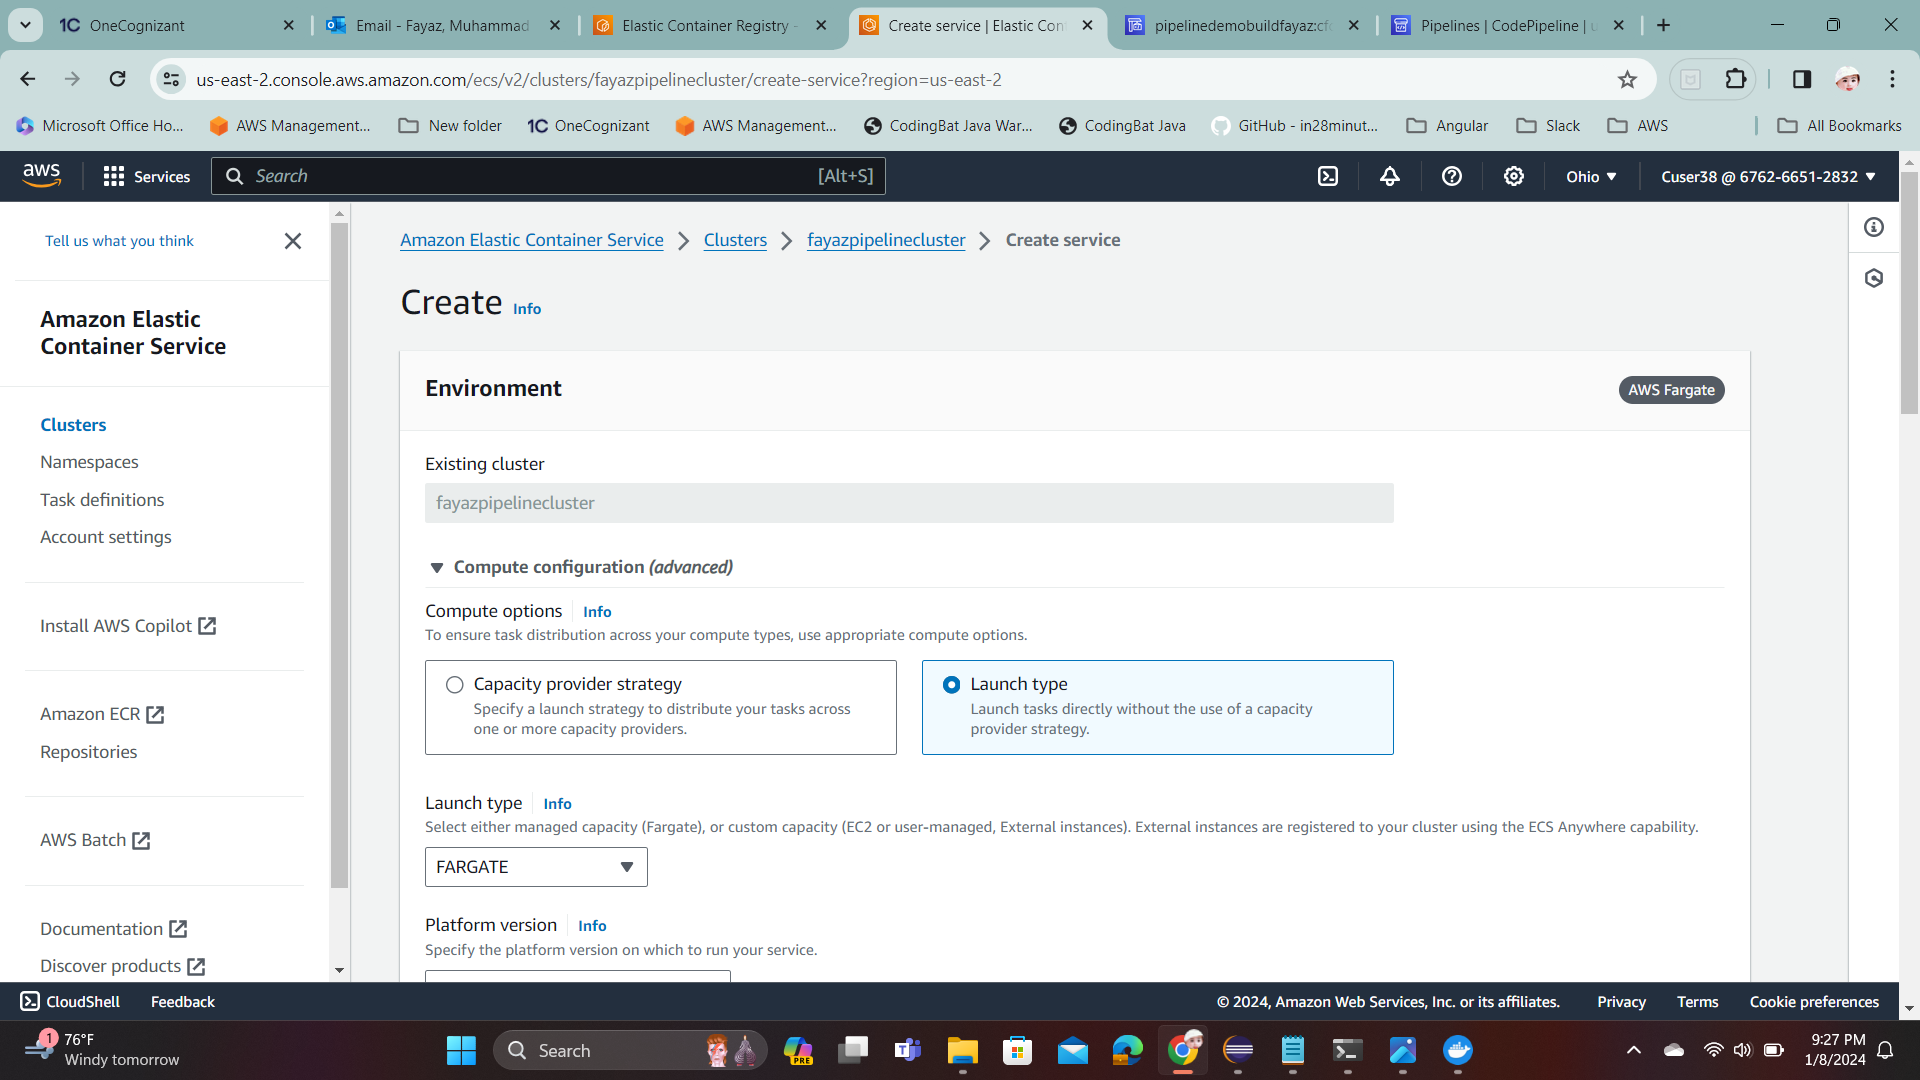 OneCognizant
Email - Fayaz, Muhammad
Elastic Container Registry -
Create service | Elastic Con
pipelinedemobuildfayaz:cfc
Pipelines | CodePipeline | u
us-east-2.console.aws.amazon.com/ecs/v2/clusters/fayazpipelinecluster/create-service?region=us-east-2
Microsoft Office Ho...
AWS Management...
New folder
OneCognizant
AWS Management...
CodingBat Java War...
CodingBat Java
GitHub - in28minut...
Angular
Slack
AWS
All Bookmarks
aws
Services
Search
[Alt+S]
Ohio
Cuser38 @ 6762-6651-2832
Tell us what you think
Amazon Elastic Container Service
Clusters
fayazpipelinecluster
Create service
Create Info
Amazon Elastic
Container Service
Clusters
Namespaces
Task definitions
Account settings
Install AWS Copilot
Amazon ECR
Repositories
AWS Batch
Documentation
Discover products
Environment
AWS Fargate
Existing cluster
fayazpipelinecluster
Compute configuration (advanced)
Compute options Info
To ensure task distribution across your compute types, use appropriate compute options.
Capacity provider strategy
Specify a launch strategy to distribute your tasks across
one or more capacity providers.
Launch type
Launch tasks directly without the use of a capacity
provider strategy.
Launch type Info
Select either managed capacity (Fargate), or custom capacity (EC2 or user-managed, External instances). External instances are registered to your cluster using the ECS Anywhere capability.
FARGATE
Platform version Info
Specify the platform version on which to run your service.
CloudShell
Feedback
© 2024, Amazon Web Services, Inc. or its affiliates.
Privacy
Terms
Cookie preferences
1
76°F
Windy tomorrow
Search
PRE
9:27 PM
1/8/2024